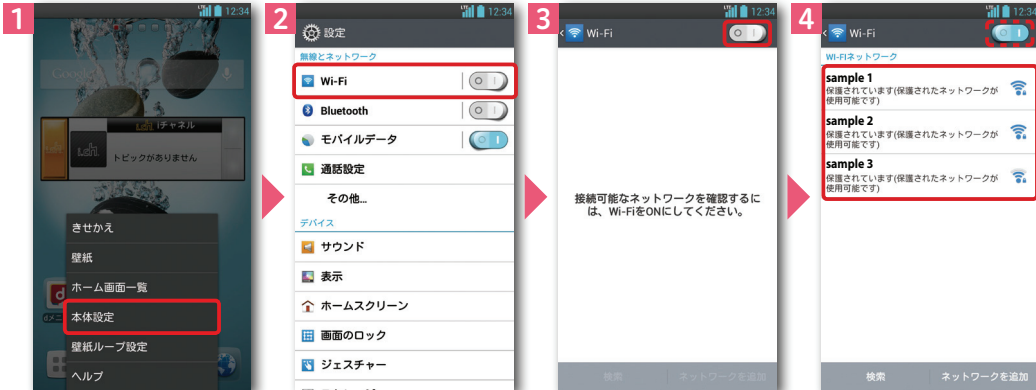 1
LTE 12:34
Google
i.ch iチャネル
i.ch
トピックがありません
きせかえ
壁紙
ホーム画面一覧
本体設定
壁紙ループ設定
ヘルプ
2
LTE 12:34
設定
無線とネットワーク
Wi-Fi
Bluetooth
モバイルデータ
通話設定
その他...
デバイス
サウンド
表示
ホームスクリーン
画面のロック
ジェスチャー
3
LTE 12:34
Wi-Fi
接続可能なネットワークを確認するに
は、Wi-FiをONにしてください。
検索 ネットワークを追加
4
LTE 12:34
Wi-Fi
Wi-Fiネットワーク
sample 1
保護されています(保護されたネットワークが
使用可能です)
sample 2
保護されています(保護されたネットワークが
使用可能です)
sample 3
保護されています(保護されたネットワークが
使用可能です)
検索 ネットワークを追加